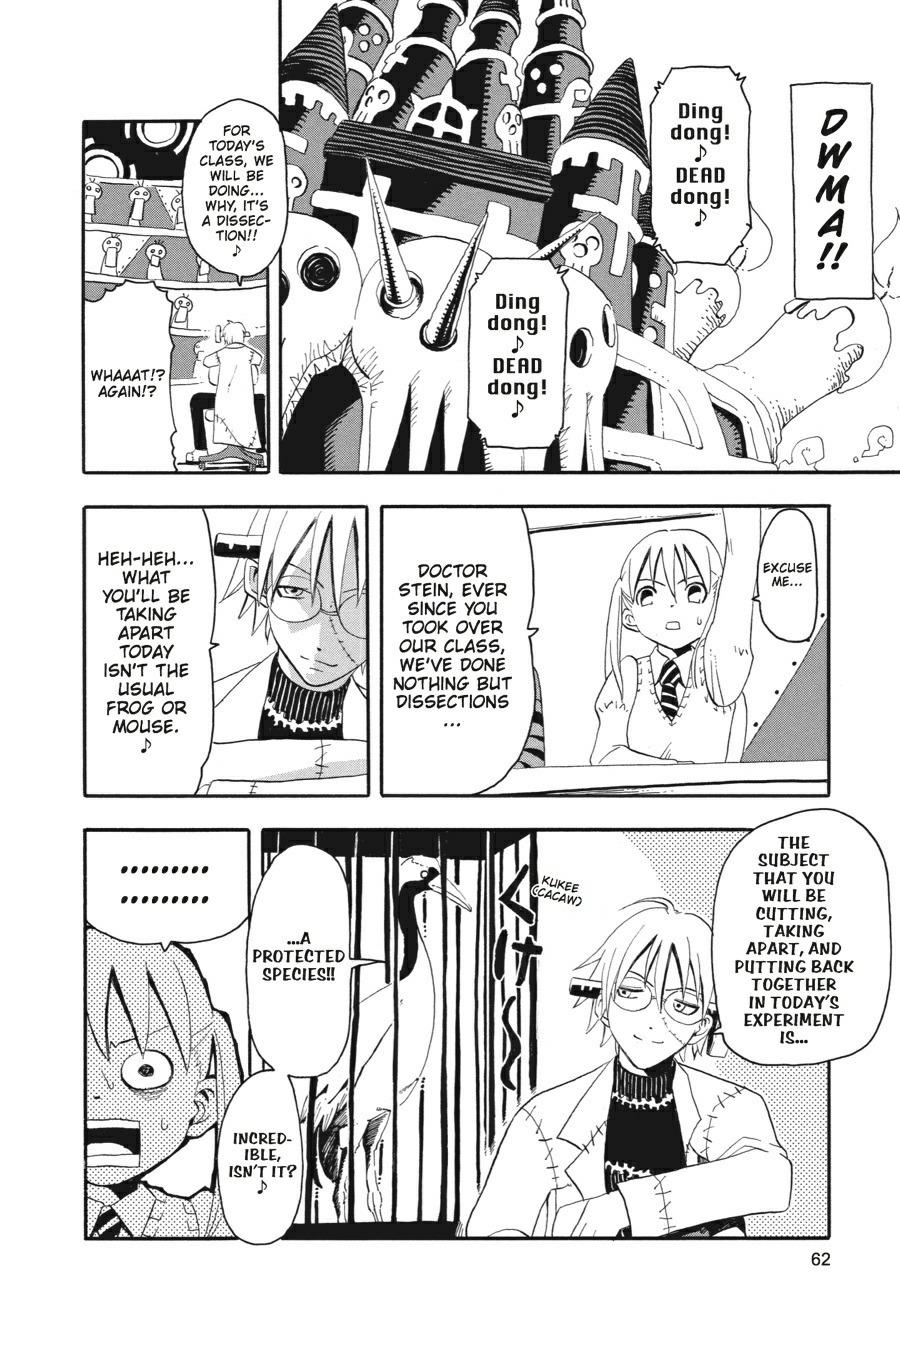 DWMA!!
Ding
dong!
♪
DEAD
dong!
♪
Ding
dong!
♪
DEAD
dong!
♪
FOR
TODAY'S
CLASS, WE
WILL BE
DOING...
WHY, IT'S
A DISSEC-
TION!!
♪
WHAAAT!?
AGAIN!?
EXCUSE
ME...
DOCTOR
STEIN, EVER
SINCE YOU
TOOK OVER
OUR CLASS,
WE'VE DONE
NOTHING BUT
DISSECTIONS
...
HEH-HEH...
WHAT
YOU'LL BE
TAKING
APART
TODAY
ISN'T THE
USUAL
FROG OR
MOUSE.
♪
THE
SUBJECT
THAT YOU
WILL BE
CUTTING,
TAKING
APART, AND
PUTTING BACK
TOGETHER
IN TODAY'S
EXPERIMENT
IS...
くけ〜〜
KUKEE
(CACAW)
...A
PROTECTED
SPECIES!!
INCRED-
IBLE,
ISN'T IT?
♪
.........
.........
62